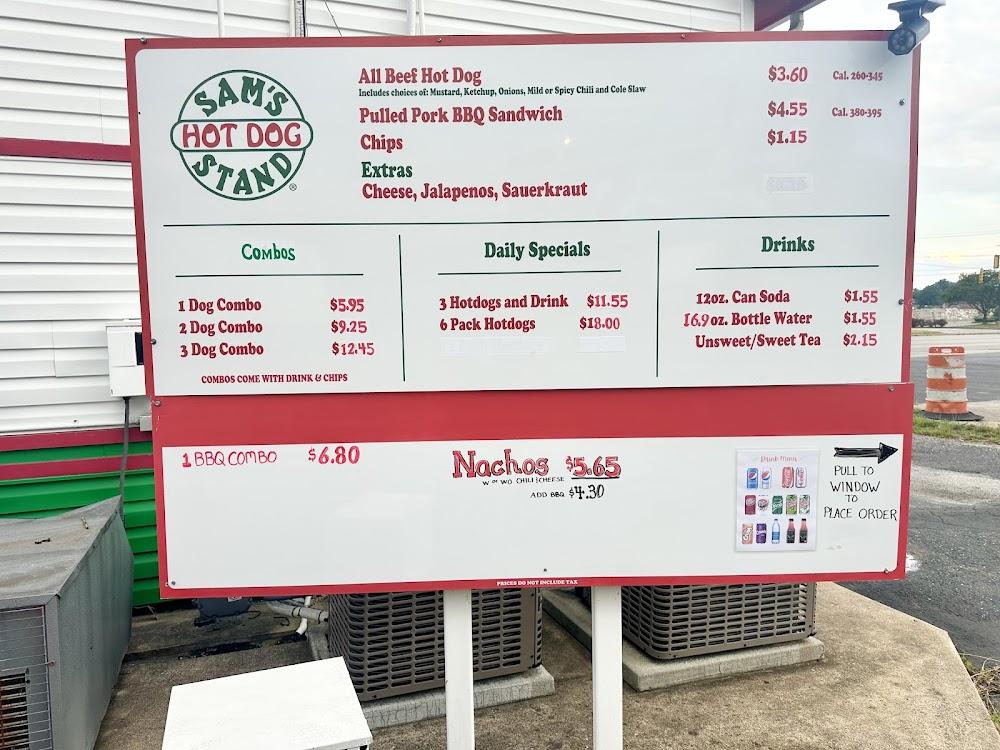 SAM'S
HOT DOG
STAND®
All Beef Hot Dog $3.60 Cal. 260-345
Includes choices of: Mustard, Ketchup, Onions, Mild or Spicy Chili and Cole Slaw
Pulled Pork BBQ Sandwich $4.55 Cal. 380-395
Chips $1.15
Extras
Cheese, Jalapenos, Sauerkraut
Combos
1 Dog Combo $5.95
2 Dog Combo $9.25
3 Dog Combo $12.45
COMBOS COME WITH DRINK & CHIPS
Daily Specials
3 Hotdogs and Drink $11.55
6 Pack Hotdogs $18.00
Drinks
12oz. Can Soda $1.55
16.9 oz. Bottle Water $1.55
Unsweet/Sweet Tea $2.15
1 BBQ COMBO $6.80
Nachos $5.65
W or WO CHILI & CHEESE
ADD BBQ $4.30
Drink Menu
PULL TO
WINDOW
TO
PLACE ORDER
PRICES DO NOT INCLUDE TAX